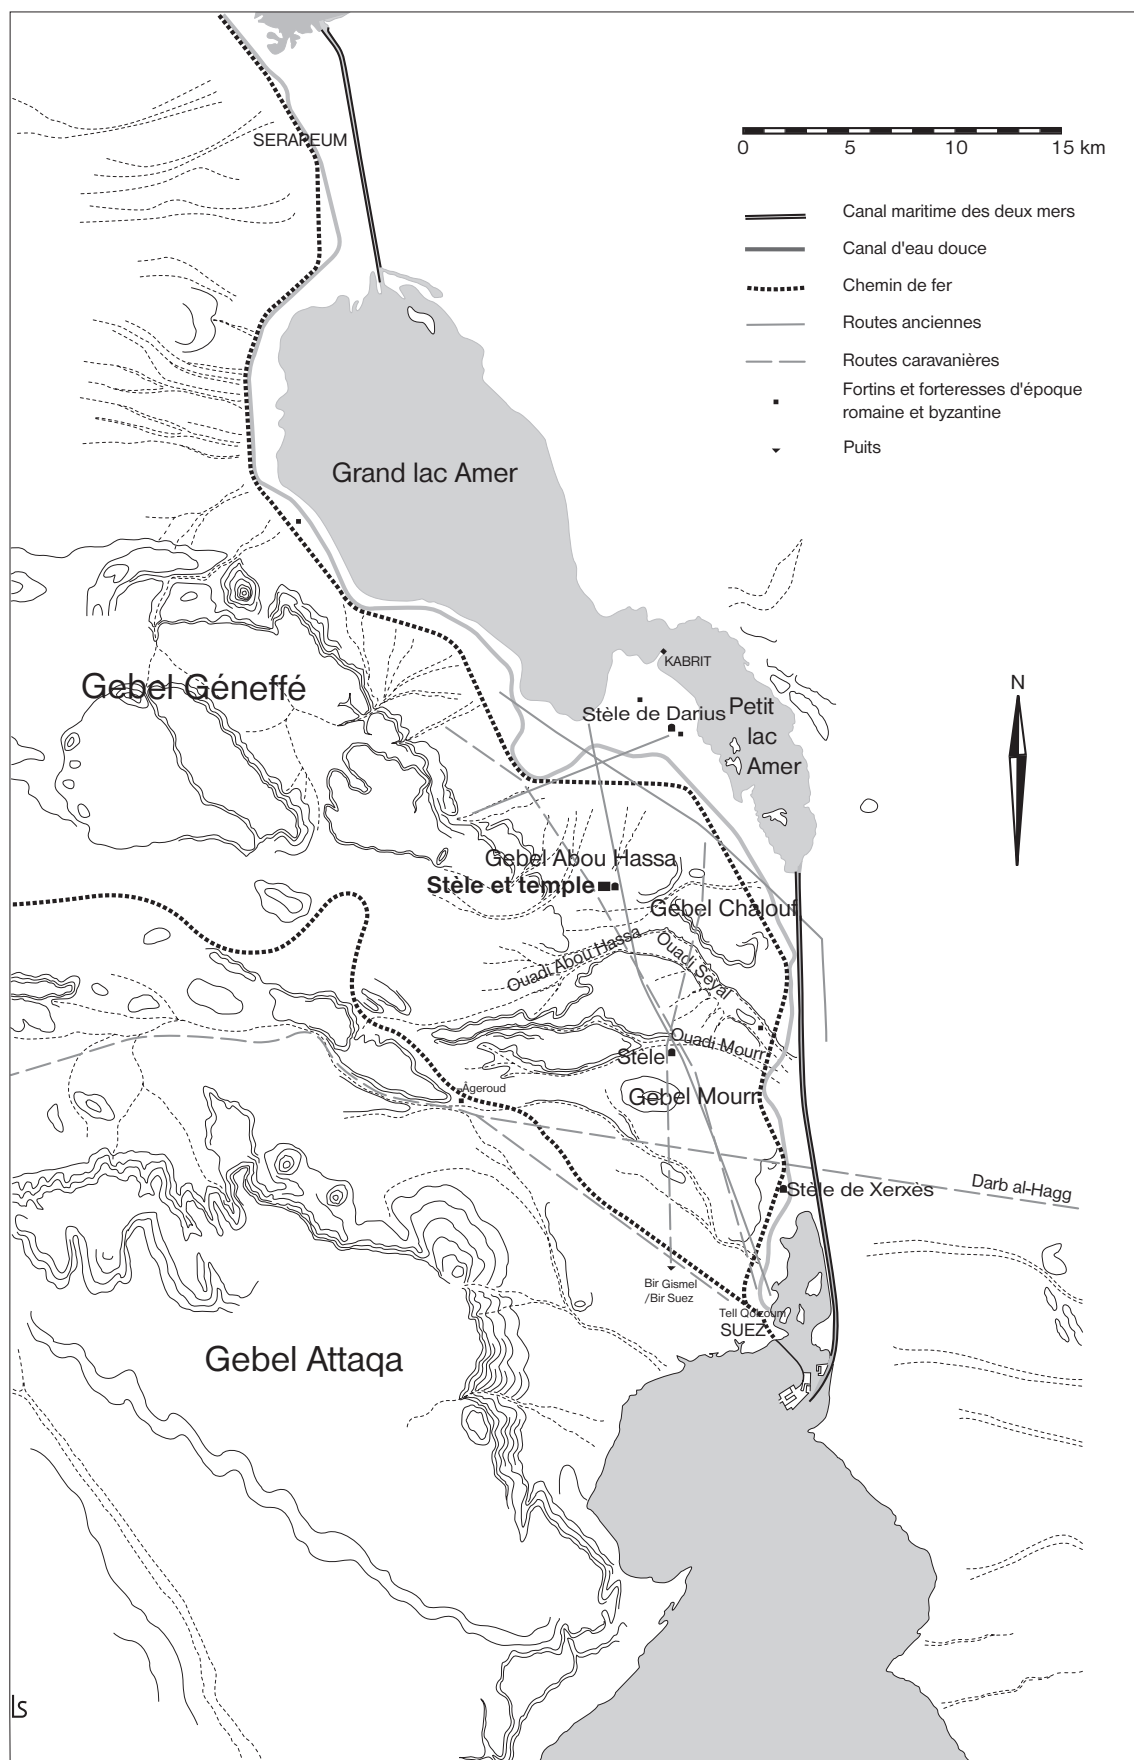 SERAPEUM
0 5 10 15 km
Canal maritime des deux mers
Canal d'eau douce
Chemin de fer
Routes anciennes
Routes caravanières
Fortins et forteresses d'époque
romaine et byzantine
Puits
Grand lac Amer
KABRIT
Gebel Géneffé
N
Stèle de Darius
Petit
lac
Amer
Gebel Abou Hassa
Stèle et temple
Gebel Chalouf
Ouadi Abou Hassa
Ouadi Seyal
Ouadi Mourr
Stèle
Âgeroud
Gebel Mourr
Stèle de Xerxès
Darb al-Hagg
Bir Gismel
/Bir Suez
Tell Qolzoum
SUEZ
Gebel Attaqa
ls